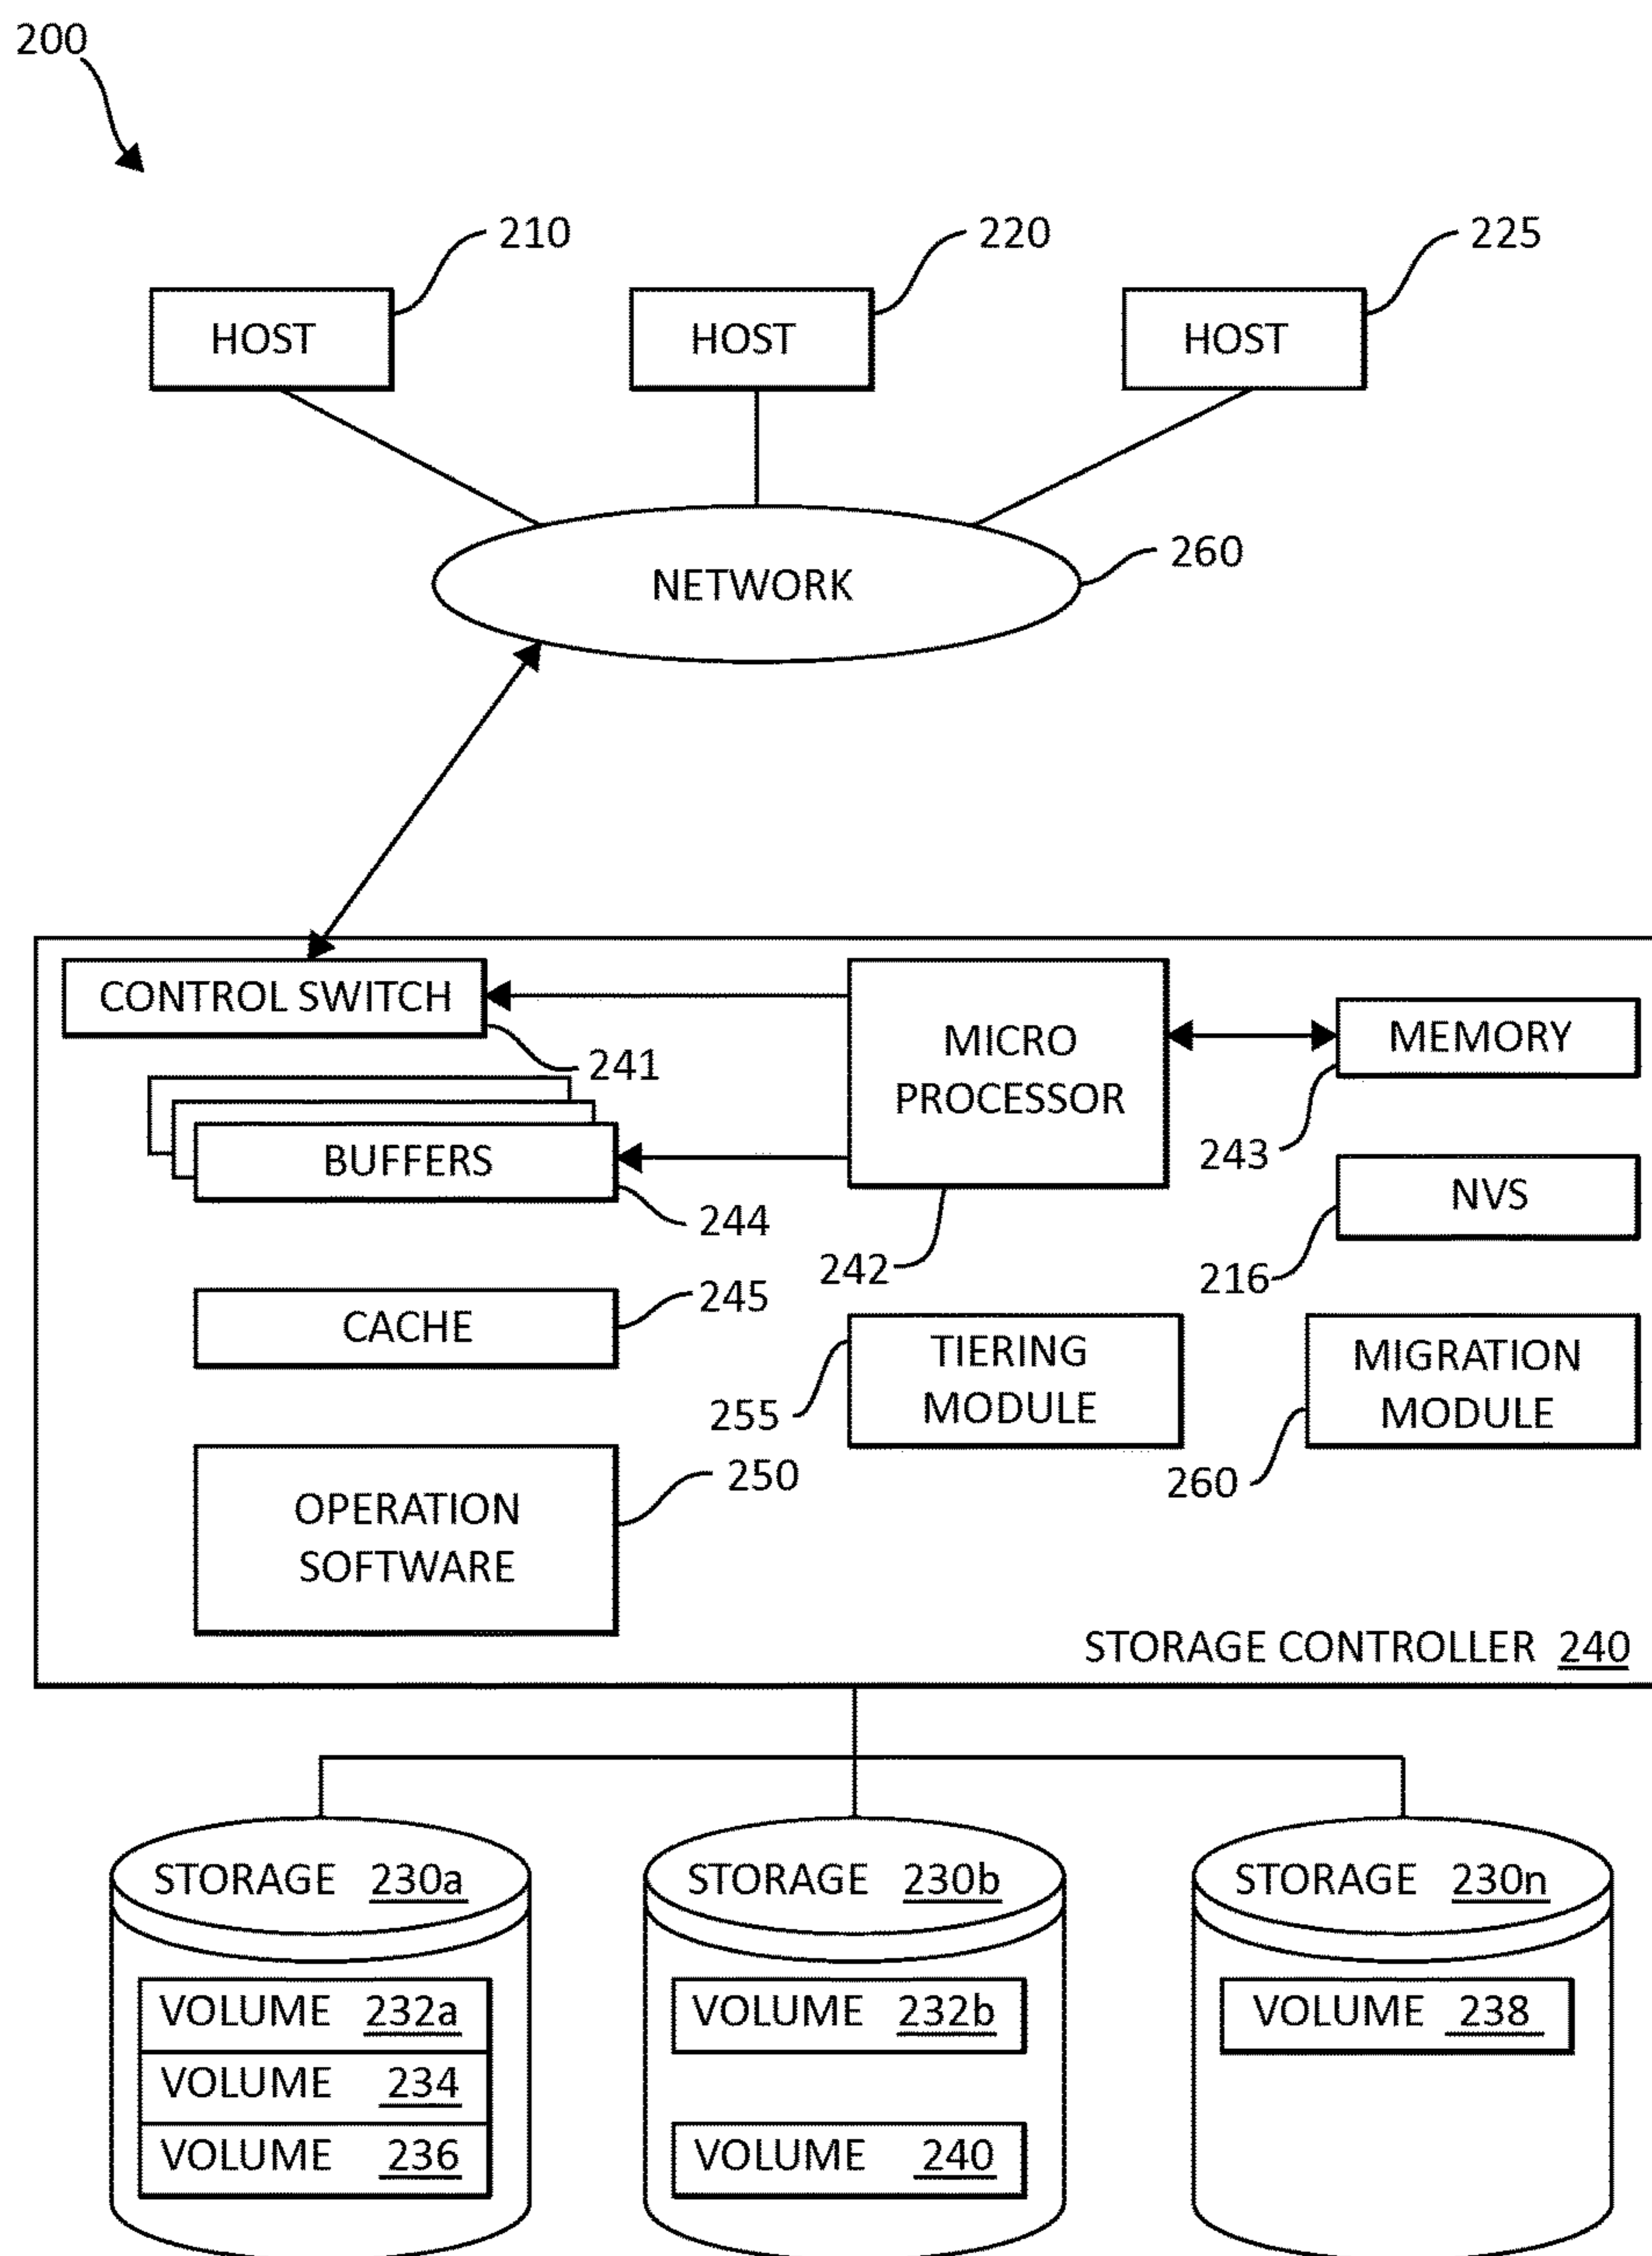 200
210
220
225
HOST
HOST
HOST
260
NETWORK
CONTROL SWITCH
241
MICRO
PROCESSOR
242
MEMORY
243
BUFFERS
244
NVS
216
CACHE
245
TIERING
MODULE
255
MIGRATION
MODULE
260
OPERATION
SOFTWARE
250
STORAGE CONTROLLER 240
STORAGE 230a
STORAGE 230b
STORAGE 230n
VOLUME 232a
VOLUME 234
VOLUME 236
VOLUME 232b
VOLUME 240
VOLUME 238